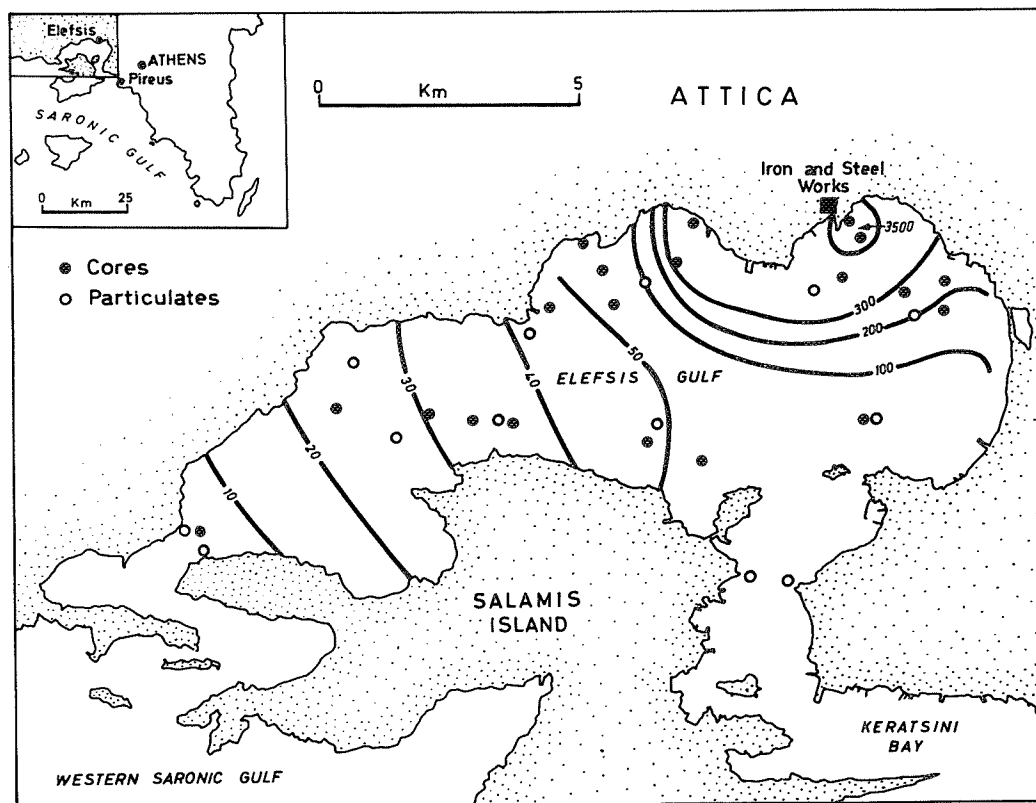 Elefsis
ATHENS
Pireus
SARONIC GULF
0 Km 25
0 Km 5
ATTICA
Iron and Steel
Works
3500
Cores
Particulates
300
200
100
50
40
30
20
10
ELEFSIS GULF
SALAMIS
ISLAND
KERATSINI
BAY
WESTERN SARONIC GULF